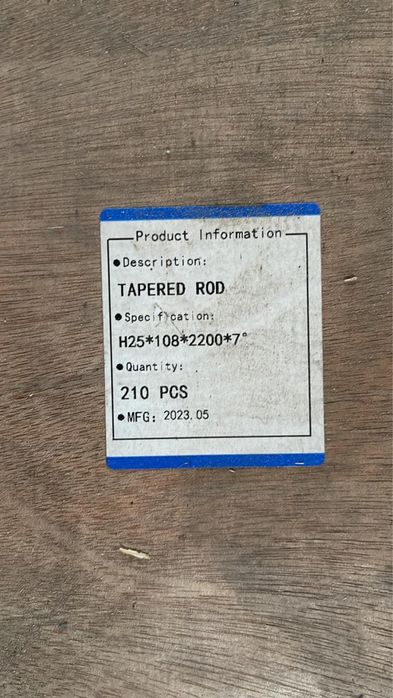 Product Information
●Description:
TAPERED ROD
●Specification:
H25*108*2200*7°
●Quantity:
210 PCS
●MFG: 2023.05